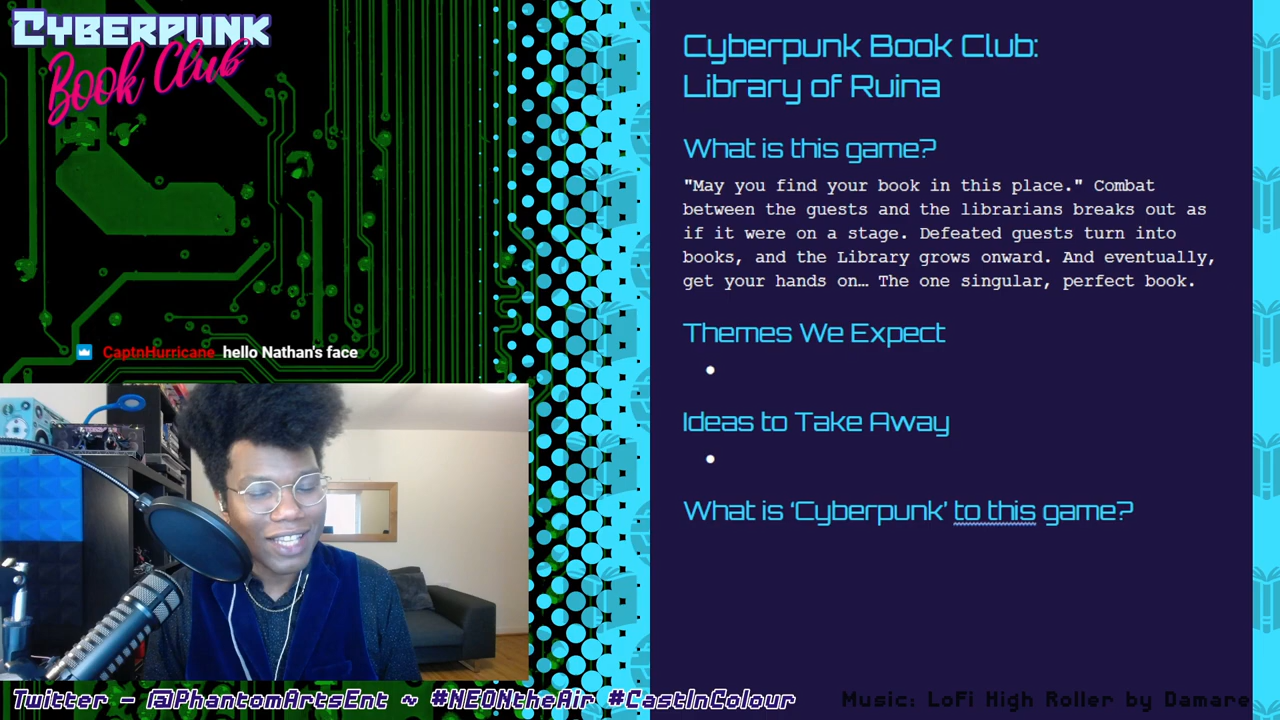 Cyberpunk
Book Club
CaptnHurricane hello Nathan's face
Cyberpunk Book Club:
Library of Ruina
What is this game?
"May you find your book in this place." Combat
between the guests and the librarians breaks out as
if it were on a stage. Defeated guests turn into
books, and the Library grows onward. And eventually,
get your hands on… The one singular, perfect book.
Themes We Expect
•
Ideas to Take Away
•
What is ‘Cyberpunk’ to this game?
Twitter - @PhantomArtsEnt ~ #NEONtheAir #CastInColour
Music: LoFi High Roller by Damare